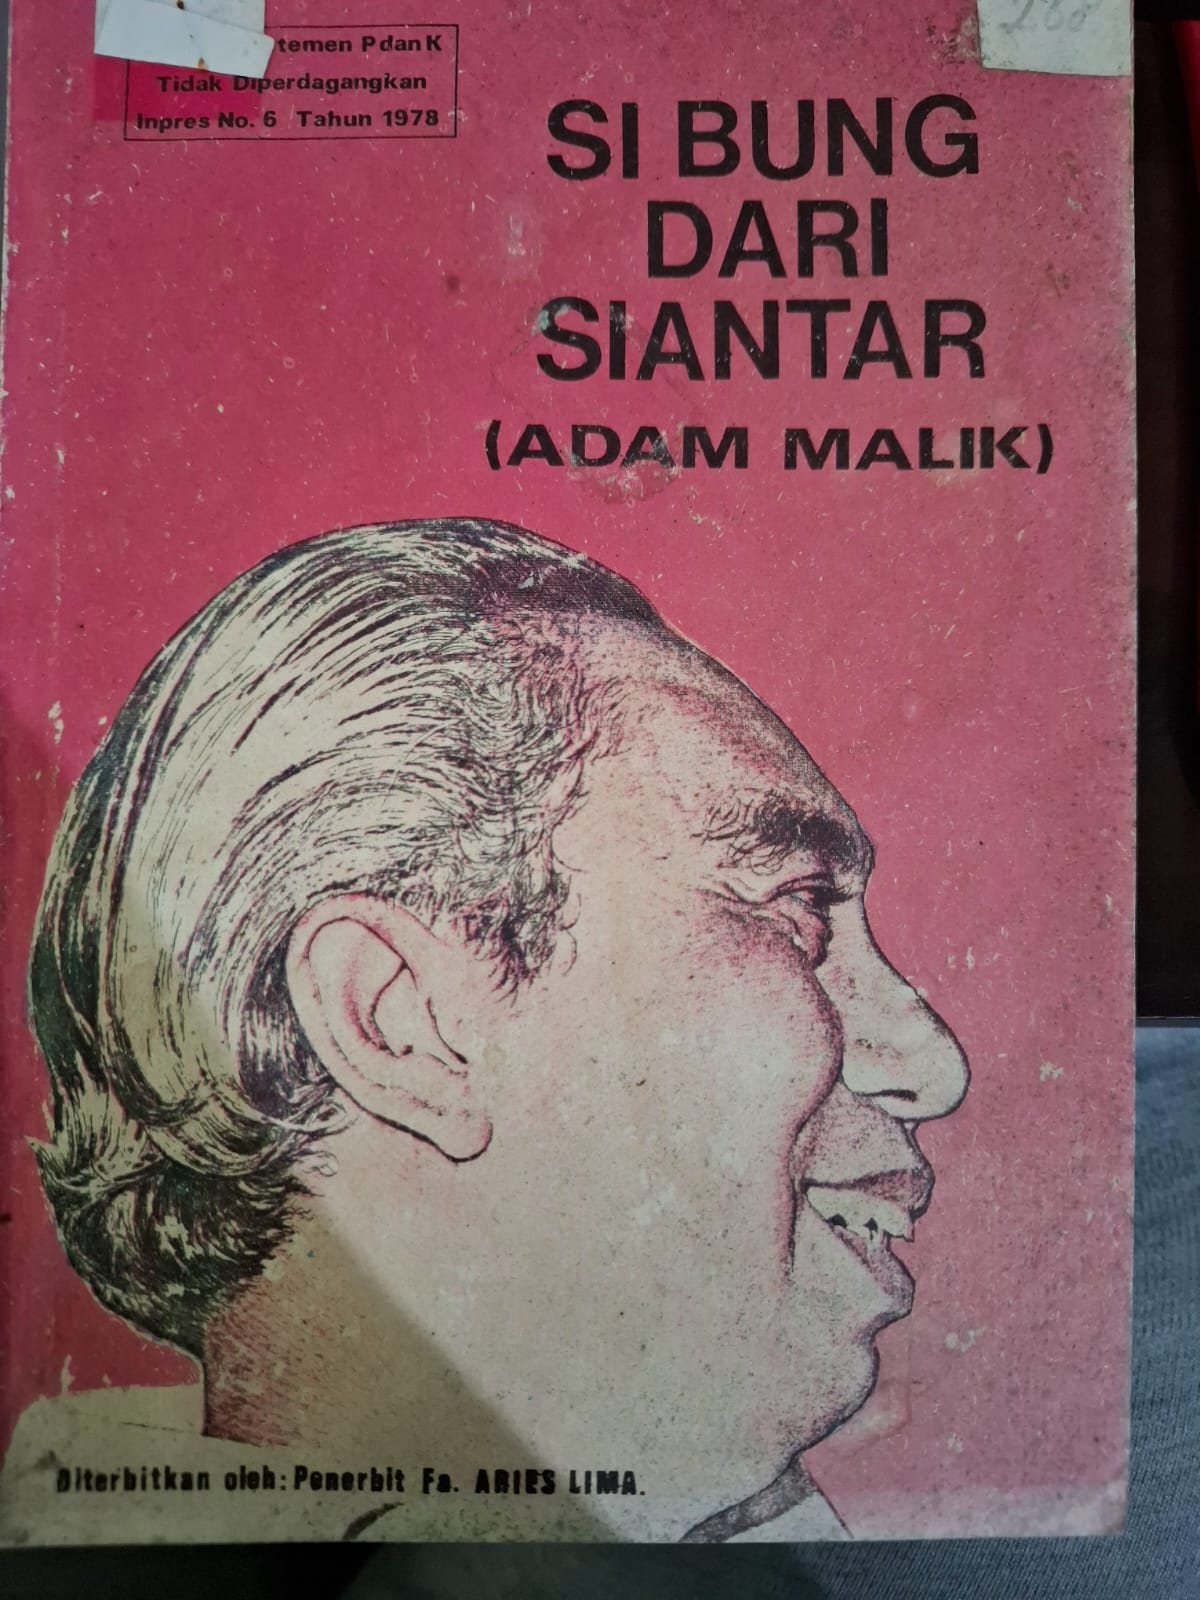 temen P dan K
Tidak Diperdagangkan
Inpres No. 6 Tahun 1978
SI BUNG
DARI
SIANTAR
(ADAM MALIK)
Diterbitkan oleh: Penerbit Fa. ARIES LIMA.